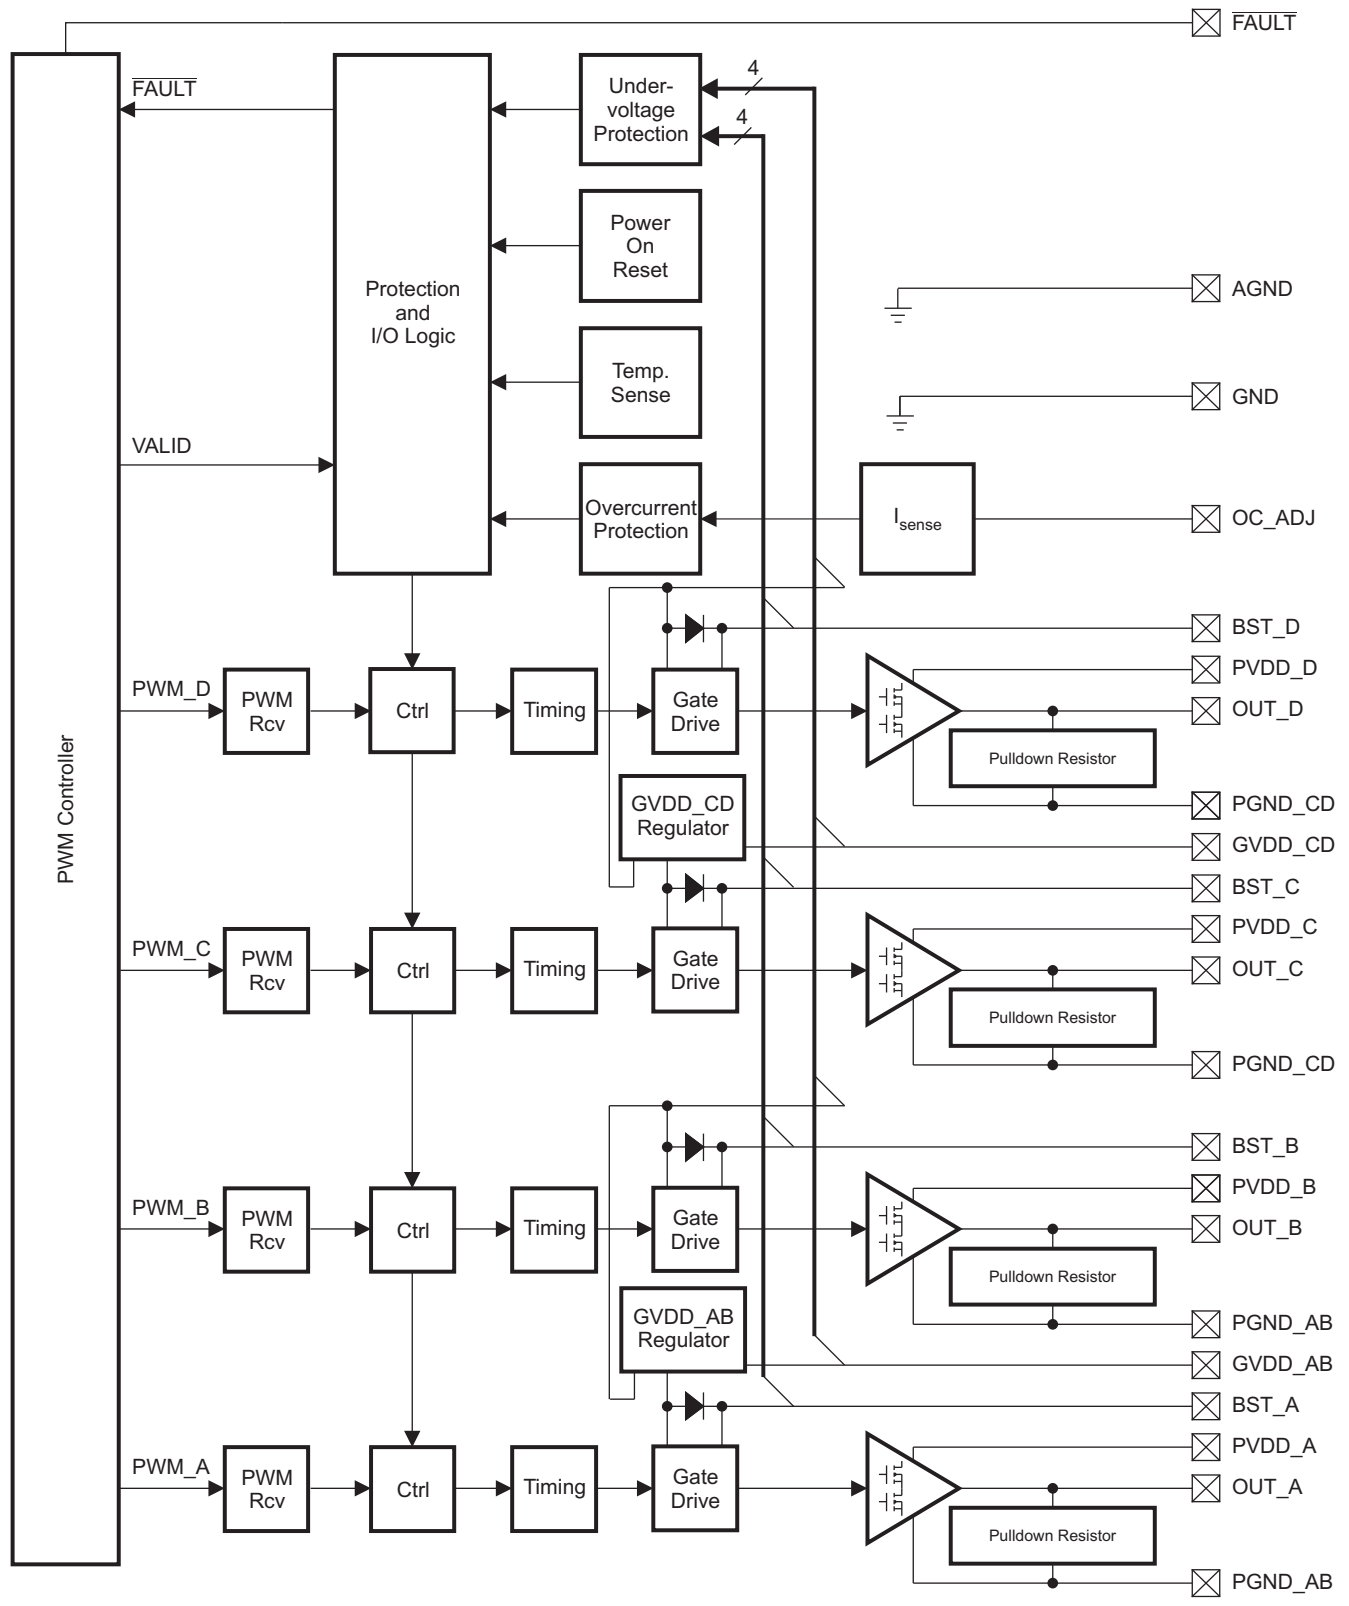 FAULT
FAULT
Under-
voltage
Protection
4
4
Power
On
Reset
Protection
and
I/O Logic
AGND
Temp.
Sense
GND
VALID
Overcurrent
Protection
Isense
OC_ADJ
BST_D
PVDD_D
PWM_D
PWM
Rcv
Ctrl
Timing
Gate
Drive
OUT_D
Pulldown Resistor
PWM Controller
GVDD_CD
Regulator
PGND_CD
GVDD_CD
BST_C
PVDD_C
PWM_C
PWM
Rcv
Ctrl
Timing
Gate
Drive
OUT_C
Pulldown Resistor
PGND_CD
BST_B
PVDD_B
PWM_B
PWM
Rcv
Ctrl
Timing
Gate
Drive
OUT_B
Pulldown Resistor
GVDD_AB
Regulator
PGND_AB
GVDD_AB
BST_A
PVDD_A
PWM_A
PWM
Rcv
Ctrl
Timing
Gate
Drive
OUT_A
Pulldown Resistor
PGND_AB